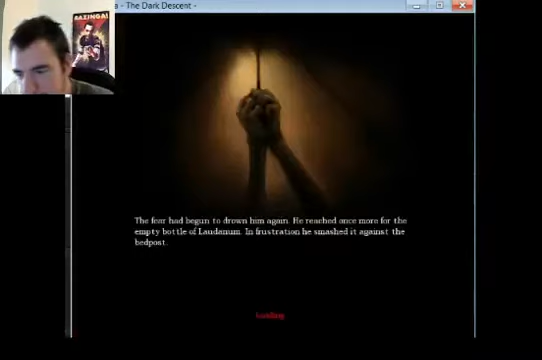 BAZINGA!
a - The Dark Descent -
The fear had begun to drown him again. He reached once more for the
empty bottle of Laudanum. In frustration he smashed it against the
bedpost.
Loading